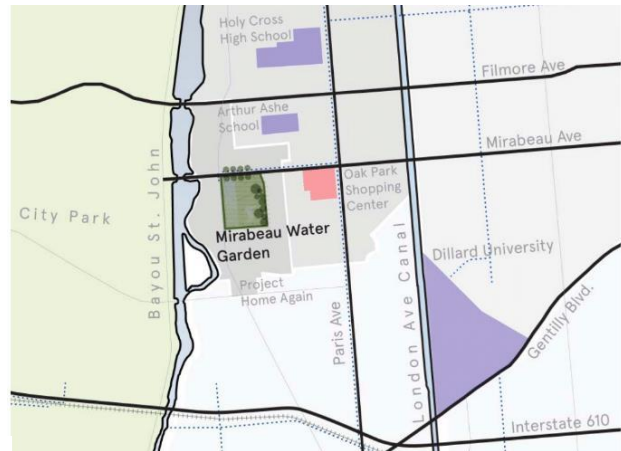 Holy Cross
High School
Filmore Ave
Arthur Ashe
School
Mirabeau Ave
Oak Park
Shopping
Center
City Park
Bayou St. John
Mirabeau Water
Garden
Dillard University
Project
Home Again
Paris Ave
London Ave Canal
Gentilly Blvd.
Interstate 610